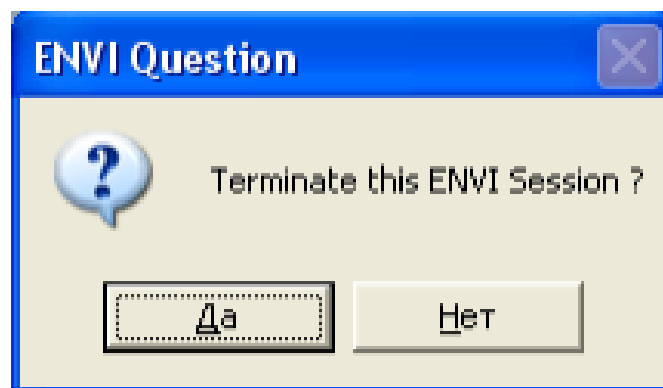 ENVI Question
Terminate this ENVI Session ?
Да
Нет